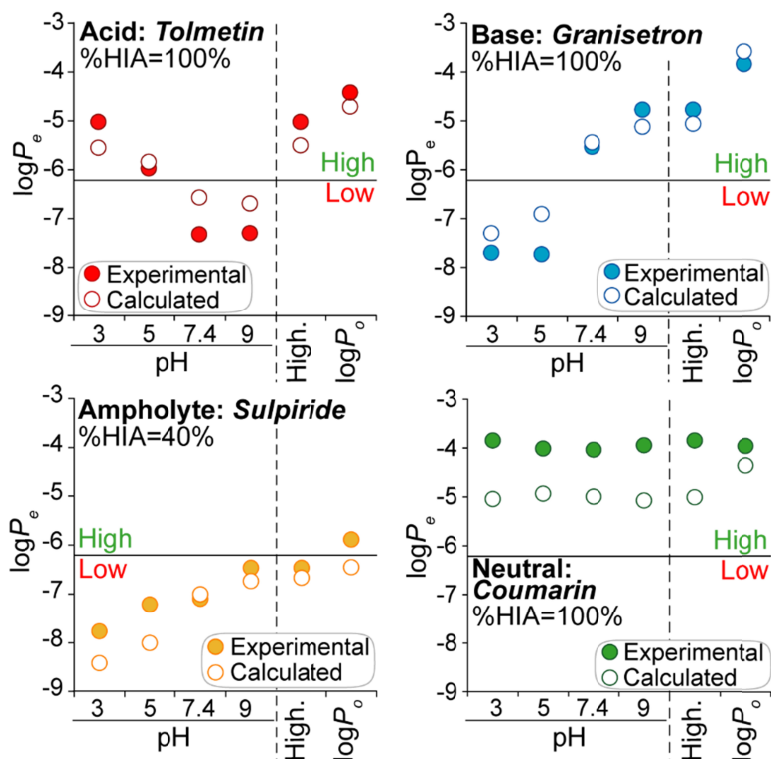 Acid: Tolmetin
%HIA=100%
-3
-4
-5
-6
-7
-8
-9
logPe
High
Low
Experimental
Calculated
3 5 7.4 9
pH
High.
logPo
Base: Granisetron
%HIA=100%
-3
-4
-5
-6
-7
-8
-9
logPe
High
Low
Experimental
Calculated
3 5 7.4 9
pH
High.
logPo
Ampholyte: Sulpiride
%HIA=40%
-3
-4
-5
-6
-7
-8
-9
logPe
High
Low
Experimental
Calculated
3 5 7.4 9
pH
High.
logPo
-3
-4
-5
-6
-7
-8
-9
logPe
High
Low
Neutral:
Coumarin
%HIA=100%
Experimental
Calculated
3 5 7.4 9
pH
High.
logPo